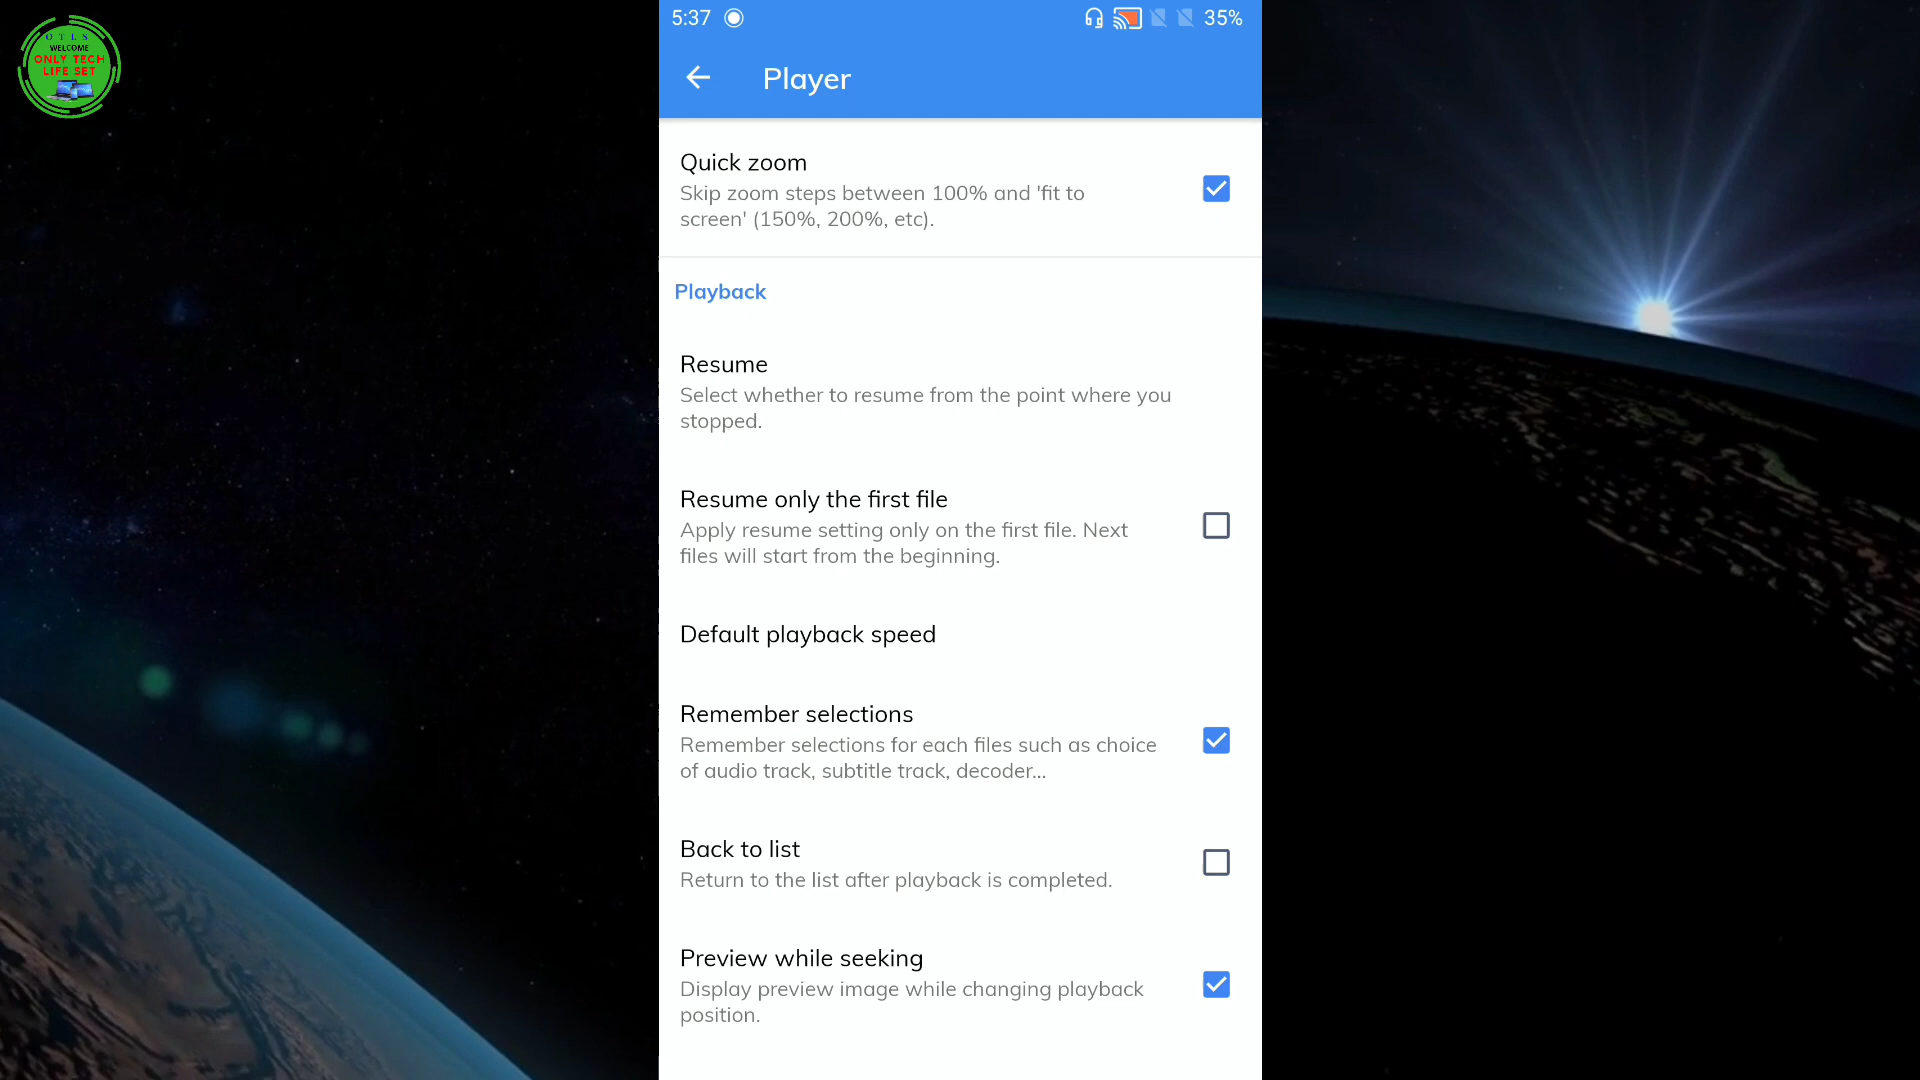 O T L S
WELCOME
ONLY TECH
LIFE SET
5:37
35%
Player
Quick zoom
Skip zoom steps between 100% and 'fit to
screen' (150%, 200%, etc).
Playback
Resume
Select whether to resume from the point where you
stopped.
Resume only the first file
Apply resume setting only on the first file. Next
files will start from the beginning.
Default playback speed
Remember selections
Remember selections for each files such as choice
of audio track, subtitle track, decoder...
Back to list
Return to the list after playback is completed.
Preview while seeking
Display preview image while changing playback
position.